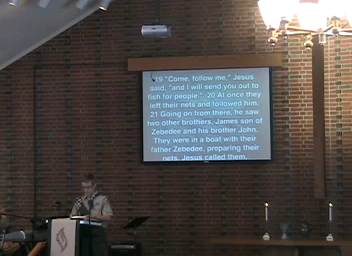 19 "Come, follow me," Jesus
said, "and I will send you out to
fish for people." 20 At once they
left their nets and followed him.
21 Going on from there, he saw
two other brothers, James son of
Zebedee and his brother John.
They were in a boat with their
father Zebedee, preparing their
nets. Jesus called them,